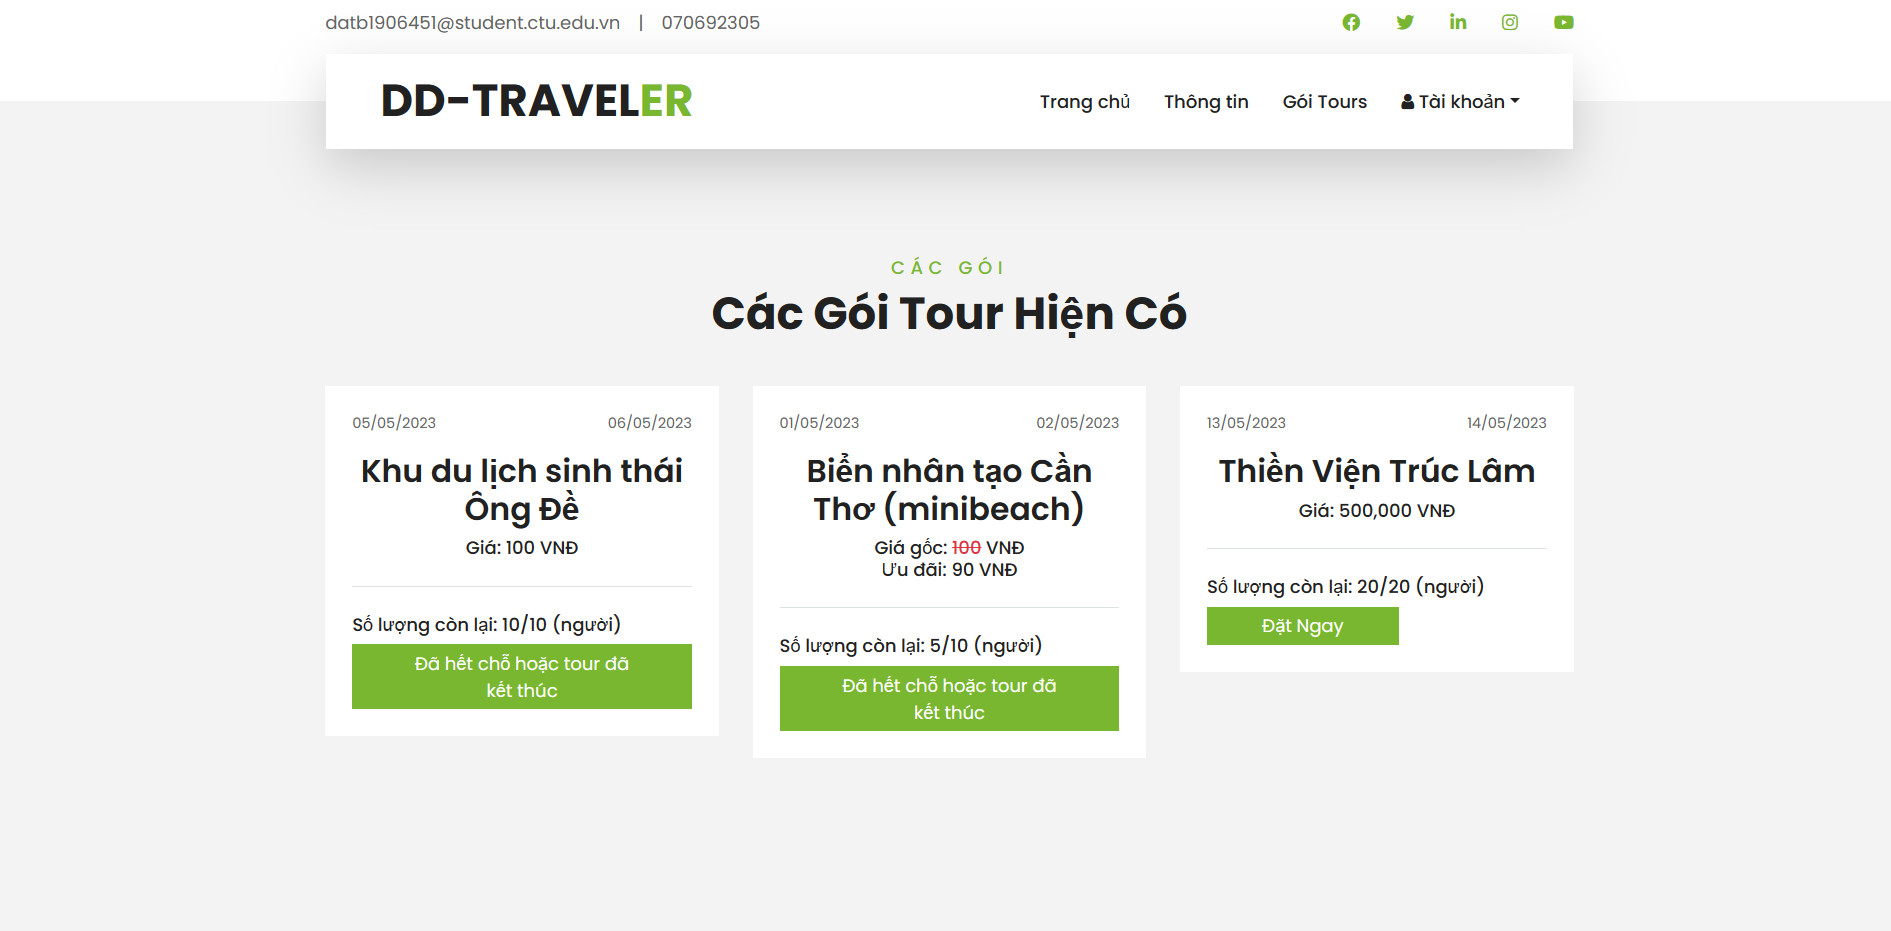 datb1906451@student.ctu.edu.vn | 070692305
DD-TRAVELER
Trang chủ
Thông tin
Gói Tours
Tài khoản
CÁC GÓI
Các Gói Tour Hiện Có
05/05/2023
06/05/2023
Khu du lịch sinh thái
Ông Đề
Giá: 100 VNĐ
Số lượng còn lại: 10/10 (người)
Đã hết chỗ hoặc tour đã
kết thúc
01/05/2023
02/05/2023
Biển nhân tạo Cần
Thơ (minibeach)
Giá gốc: 100 VNĐ
Ưu đãi: 90 VNĐ
Số lượng còn lại: 5/10 (người)
Đã hết chỗ hoặc tour đã
kết thúc
13/05/2023
14/05/2023
Thiền Viện Trúc Lâm
Giá: 500,000 VNĐ
Số lượng còn lại: 20/20 (người)
Đặt Ngay